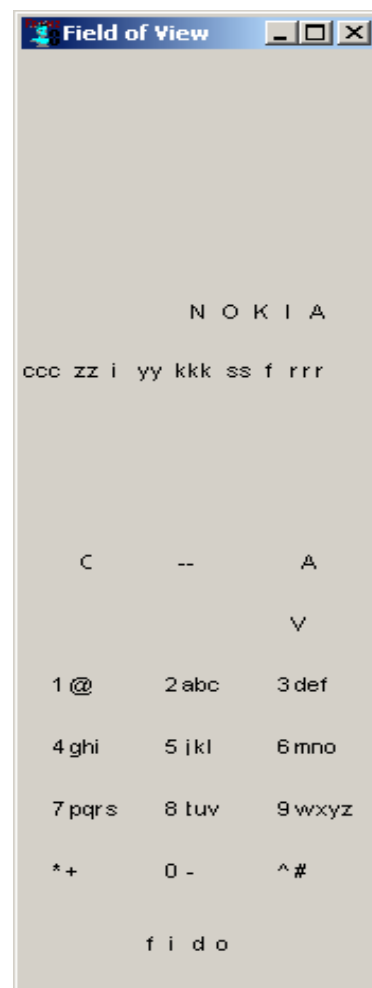 Field of View
N O K I A
ccc zz i yy kkk ss f rrr
C -- A
V
1 @ 2 abc 3 def
4 ghi 5 jkl 6 mno
7 pqrs 8 tuv 9 wxyz
* + 0 - ^ #
f i d o